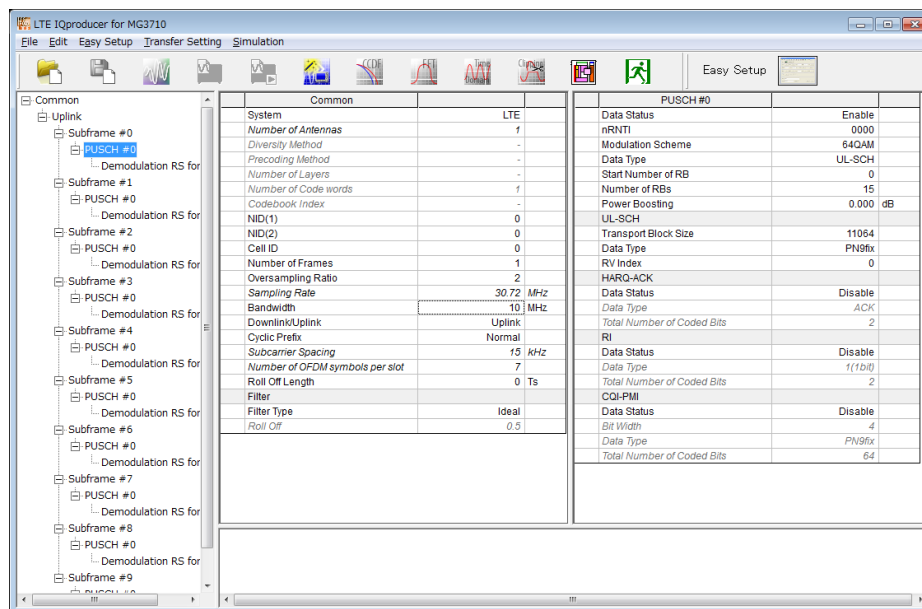 LTE IQproducer for MG3710
File Edit Easy Setup Transfer Setting Simulation
CCDF FFT Time Domain Clipping Easy Setup
Common
Uplink
Subframe #0
PUSCH #0
Demodulation RS for
Subframe #1
PUSCH #0
Demodulation RS for
Subframe #2
PUSCH #0
Demodulation RS for
Subframe #3
PUSCH #0
Demodulation RS for
Subframe #4
PUSCH #0
Demodulation RS for
Subframe #5
PUSCH #0
Demodulation RS for
Subframe #6
PUSCH #0
Demodulation RS for
Subframe #7
PUSCH #0
Demodulation RS for
Subframe #8
PUSCH #0
Demodulation RS for
Subframe #9
PUSCH #0
Common
System LTE
Number of Antennas 1
Diversity Method -
Precoding Method -
Number of Layers -
Number of Code words 1
Codebook Index -
NID(1) 0
NID(2) 0
Cell ID 0
Number of Frames 1
Oversampling Ratio 2
Sampling Rate 30.72 MHz
Bandwidth 10 MHz
Downlink/Uplink Uplink
Cyclic Prefix Normal
Subcarrier Spacing 15 kHz
Number of OFDM symbols per slot 7
Roll Off Length 0 Ts
Filter
Filter Type Ideal
Roll Off 0.5
PUSCH #0
Data Status Enable
nRNTI 0000
Modulation Scheme 64QAM
Data Type UL-SCH
Start Number of RB 0
Number of RBs 15
Power Boosting 0.000 dB
UL-SCH
Transport Block Size 11064
Data Type PN9fix
RV Index 0
HARQ-ACK
Data Status Disable
Data Type ACK
Total Number of Coded Bits 2
RI
Data Status Disable
Data Type 1(1bit)
Total Number of Coded Bits 2
CQI-PMI
Data Status Disable
Bit Width 4
Data Type PN9fix
Total Number of Coded Bits 64